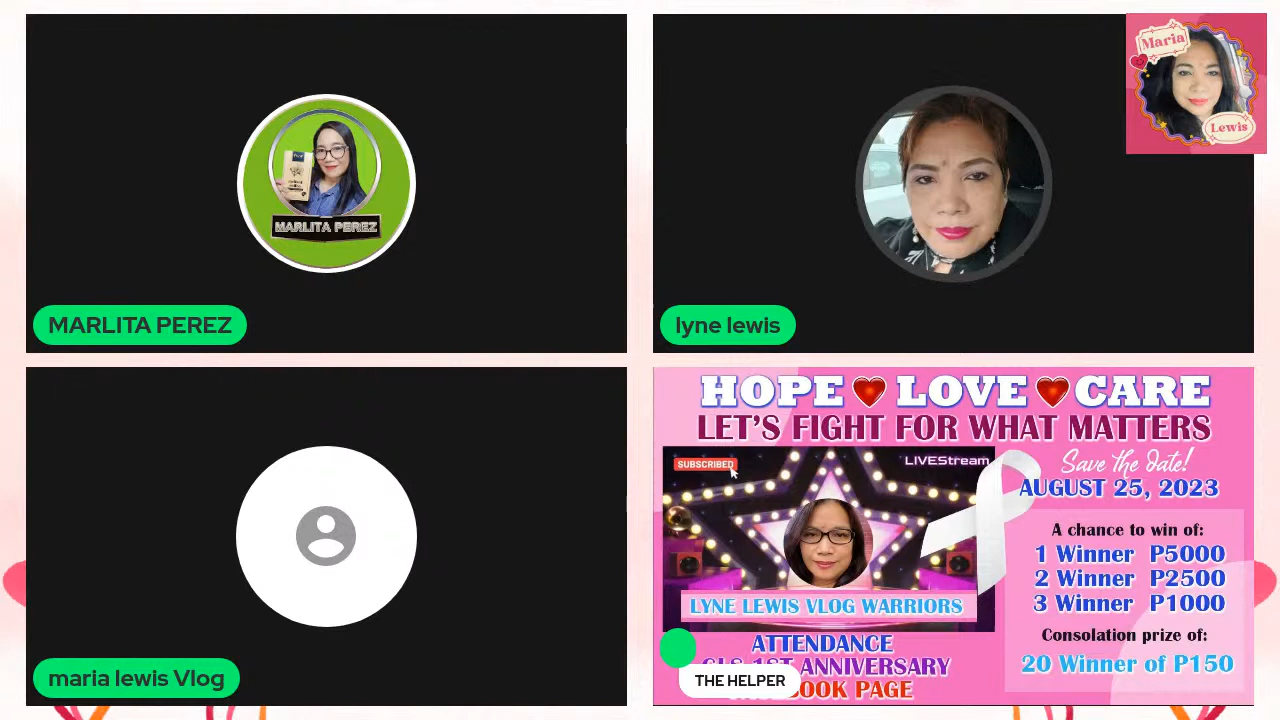 MARLITA PEREZ
MARLITA PEREZ
lyne lewis
Maria
Lewis
maria lewis Vlog
HOPE LOVE CARE
LET'S FIGHT FOR WHAT MATTERS
SUBSCRIBED
LIVEStream
LYNE LEWIS VLOG WARRIORS
ATTENDANCE
1ST ANNIVERSARY
PAGE
THE HELPER
Save the date!
AUGUST 25, 2023
A chance to win of:
1 Winner P5000
2 Winner P2500
3 Winner P1000
Consolation prize of:
20 Winner of P150